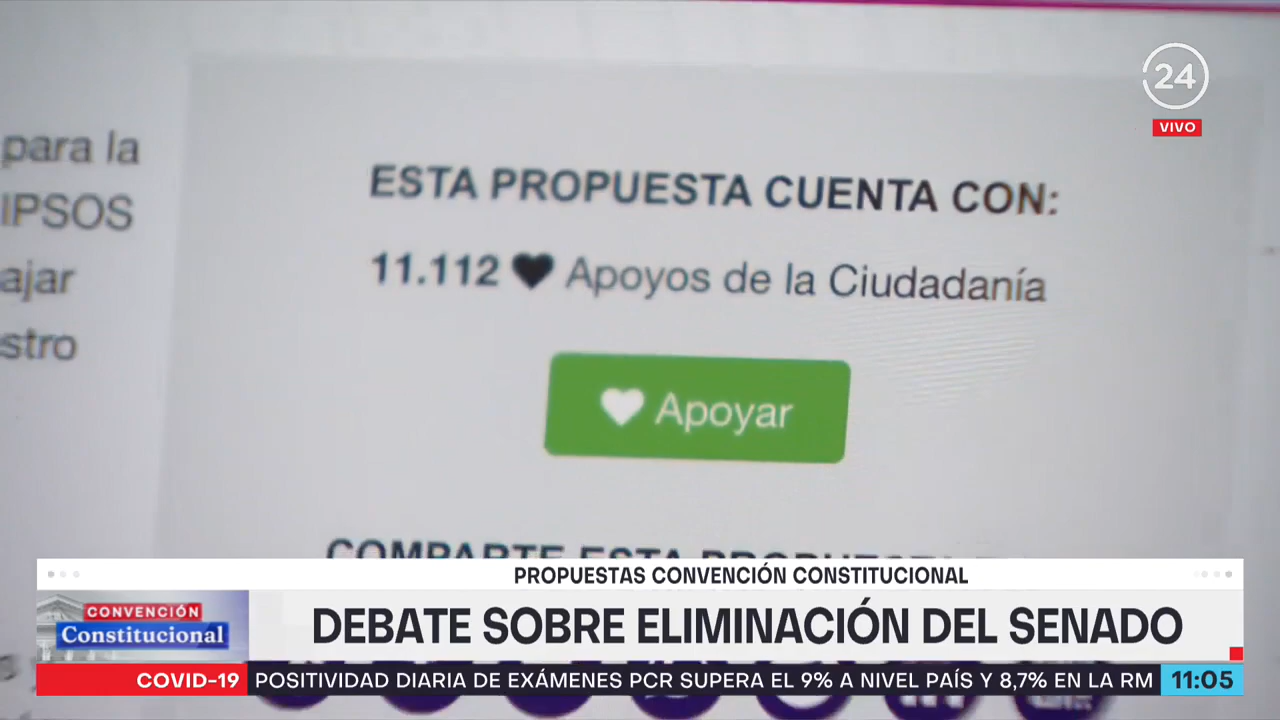 24
VIVO
para la
IPSOS
ajar
stro
ESTA PROPUESTA CUENTA CON:
11.112 Apoyos de la Ciudadanía
Apoyar
COMPARTE ESTA
PROPUESTAS CONVENCIÓN CONSTITUCIONAL
CONVENCIÓN
Constitucional
DEBATE SOBRE ELIMINACIÓN DEL SENADO
COVID-19 POSITIVIDAD DIARIA DE EXÁMENES PCR SUPERA EL 9% A NIVEL PAÍS Y 8,7% EN LA RM 11:05